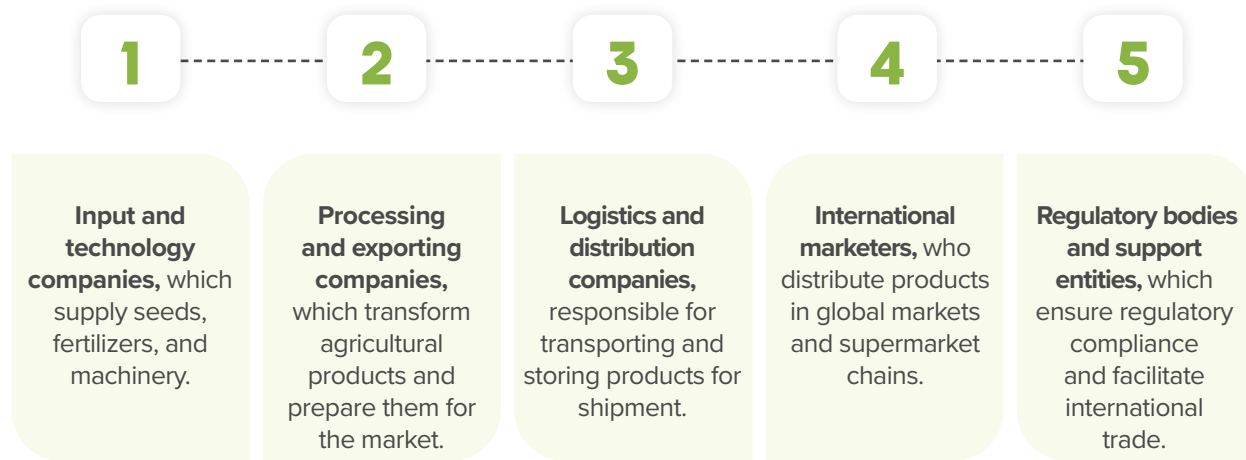 1
2
3
4
5
Input and
technology
companies, which
supply seeds,
fertilizers, and
machinery.
Processing
and exporting
companies,
which transform
agricultural
products and
prepare them for
the market.
Logistics and
distribution
companies,
responsible for
transporting and
storing products for
shipment.
International
marketers, who
distribute products
in global markets
and supermarket
chains.
Regulatory bodies
and support
entities, which
ensure regulatory
compliance
and facilitate
international
trade.